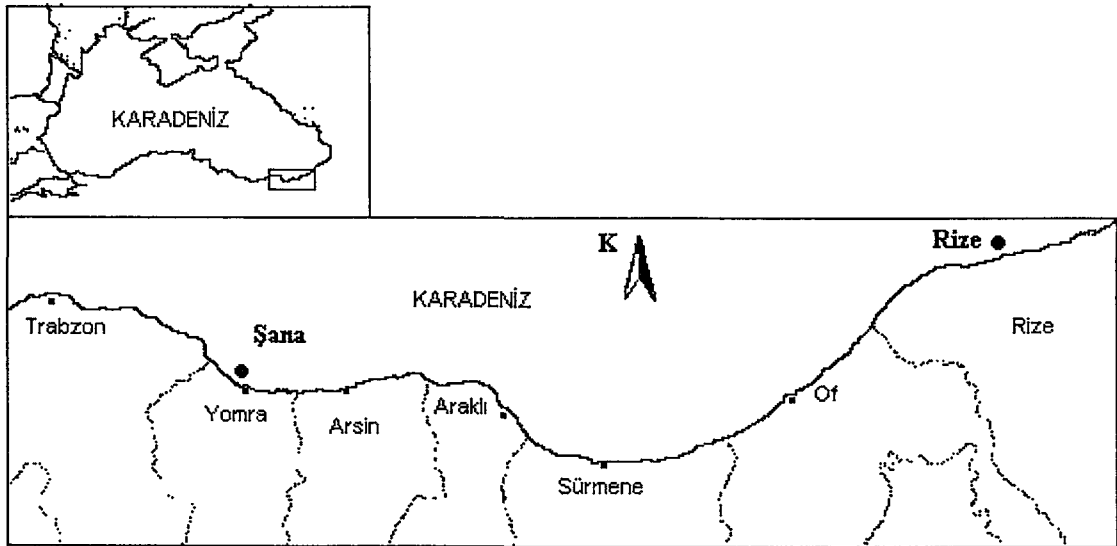 KARADENİZ
K
Rize
KARADENİZ
Trabzon
Şana
Rize
Yomra
Arsin
Araklı
Of
Sürmene